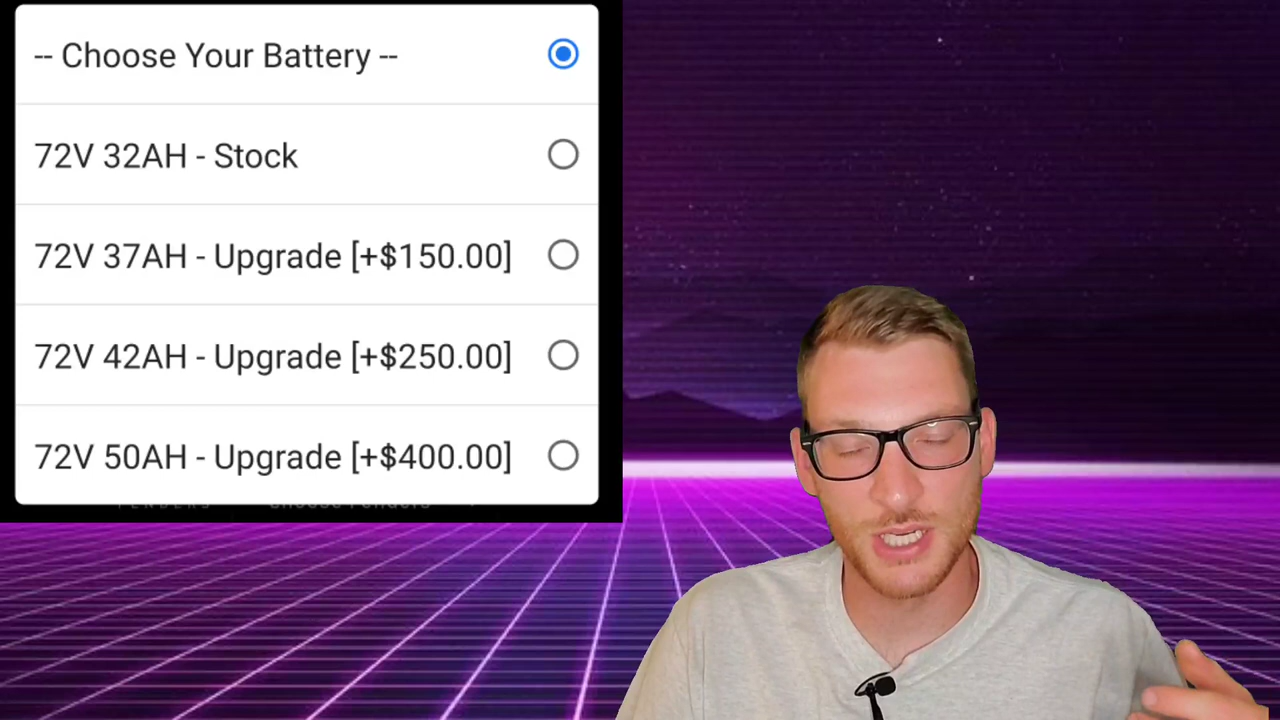 -- Choose Your Battery --
72V 32AH - Stock
72V 37AH - Upgrade [+$150.00]
72V 42AH - Upgrade [+$250.00]
72V 50AH - Upgrade [+$400.00]